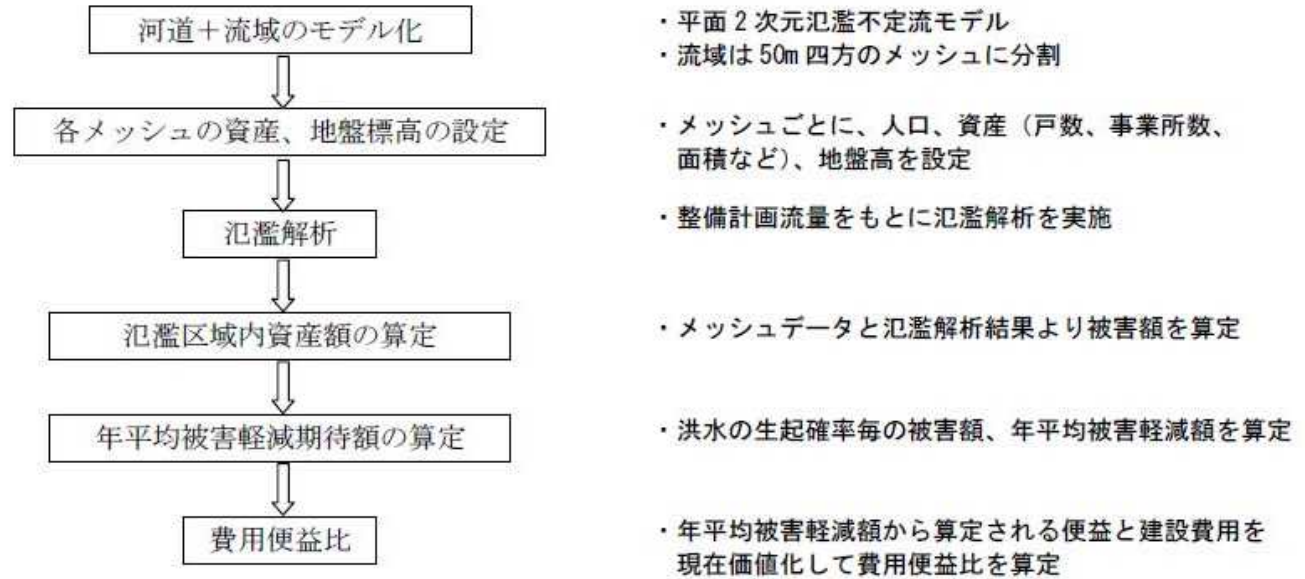 河道＋流域のモデル化
・平面２次元氾濫不定流モデル
・流域は50m四方のメッシュに分割
各メッシュの資産、地盤標高の設定
・メッシュごとに、人口、資産（戸数、事業所数、
面積など）、地盤高を設定
氾濫解析
・整備計画流量をもとに氾濫解析を実施
氾濫区域内資産額の算定
・メッシュデータと氾濫解析結果より被害額を算定
年平均被害軽減期待額の算定
・洪水の生起確率毎の被害額、年平均被害軽減額を算定
費用便益比
・年平均被害軽減額から算定される便益と建設費用を
現在価値化して費用便益比を算定